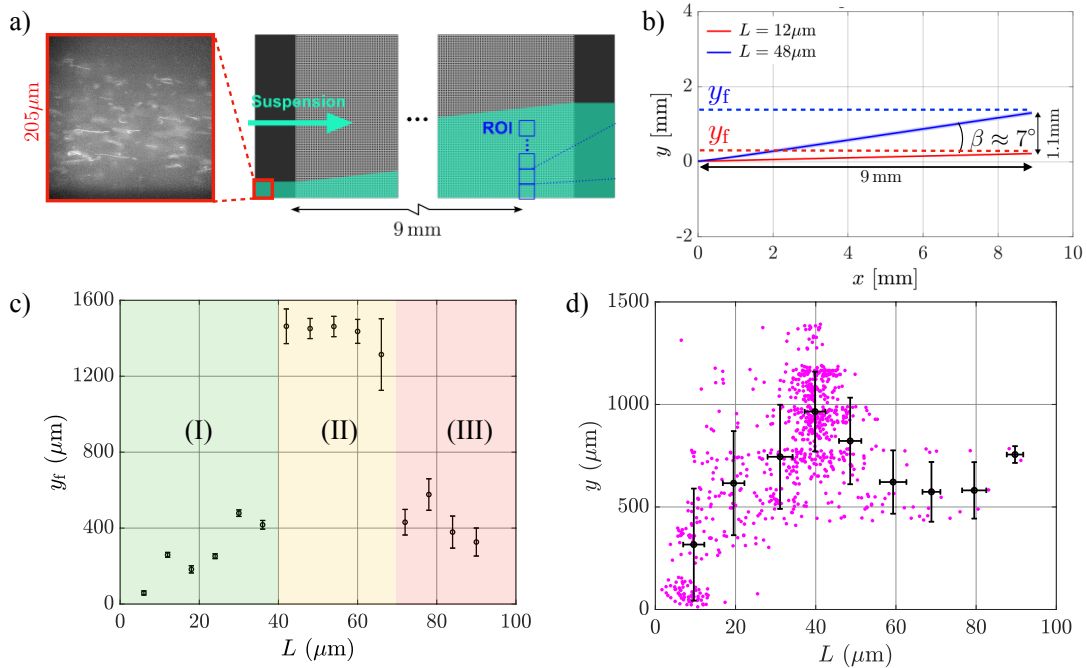 a)
205μm
Suspension
ROI
...
9 mm
b)
L = 12μm
L = 48μm
y_f
y_f
β ≈ 7°
1.1mm
9 mm
y [mm]
4
2
0
-2
0 2 4 6 8 10
x [mm]
c)
y_f (μm)
1600
1200
800
400
0
(I) (II) (III)
0 20 40 60 80 100
L (μm)
d)
y (μm)
1500
1000
500
0
0 20 40 60 80 100
L (μm)